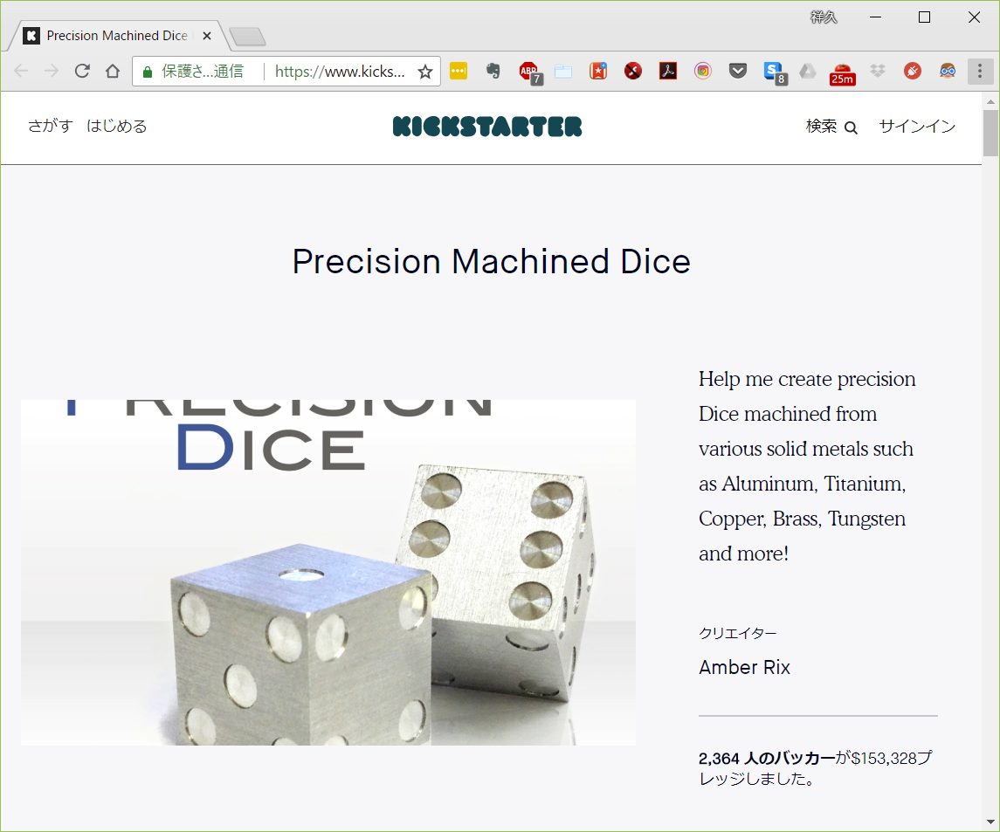 祥久
Precision Machined Dice
保護さ...通信
https://www.kicks...
ABP
7
8
25m
さがす
はじめる
KICKSTARTER
検索
サインイン
Precision Machined Dice
PRECISION
DICE
Help me create precision
Dice machined from
various solid metals such
as Aluminum, Titanium,
Copper, Brass, Tungsten
and more!
クリエイター
Amber Rix
2,364 人のバッカーが$153,328プ
レッジしました。